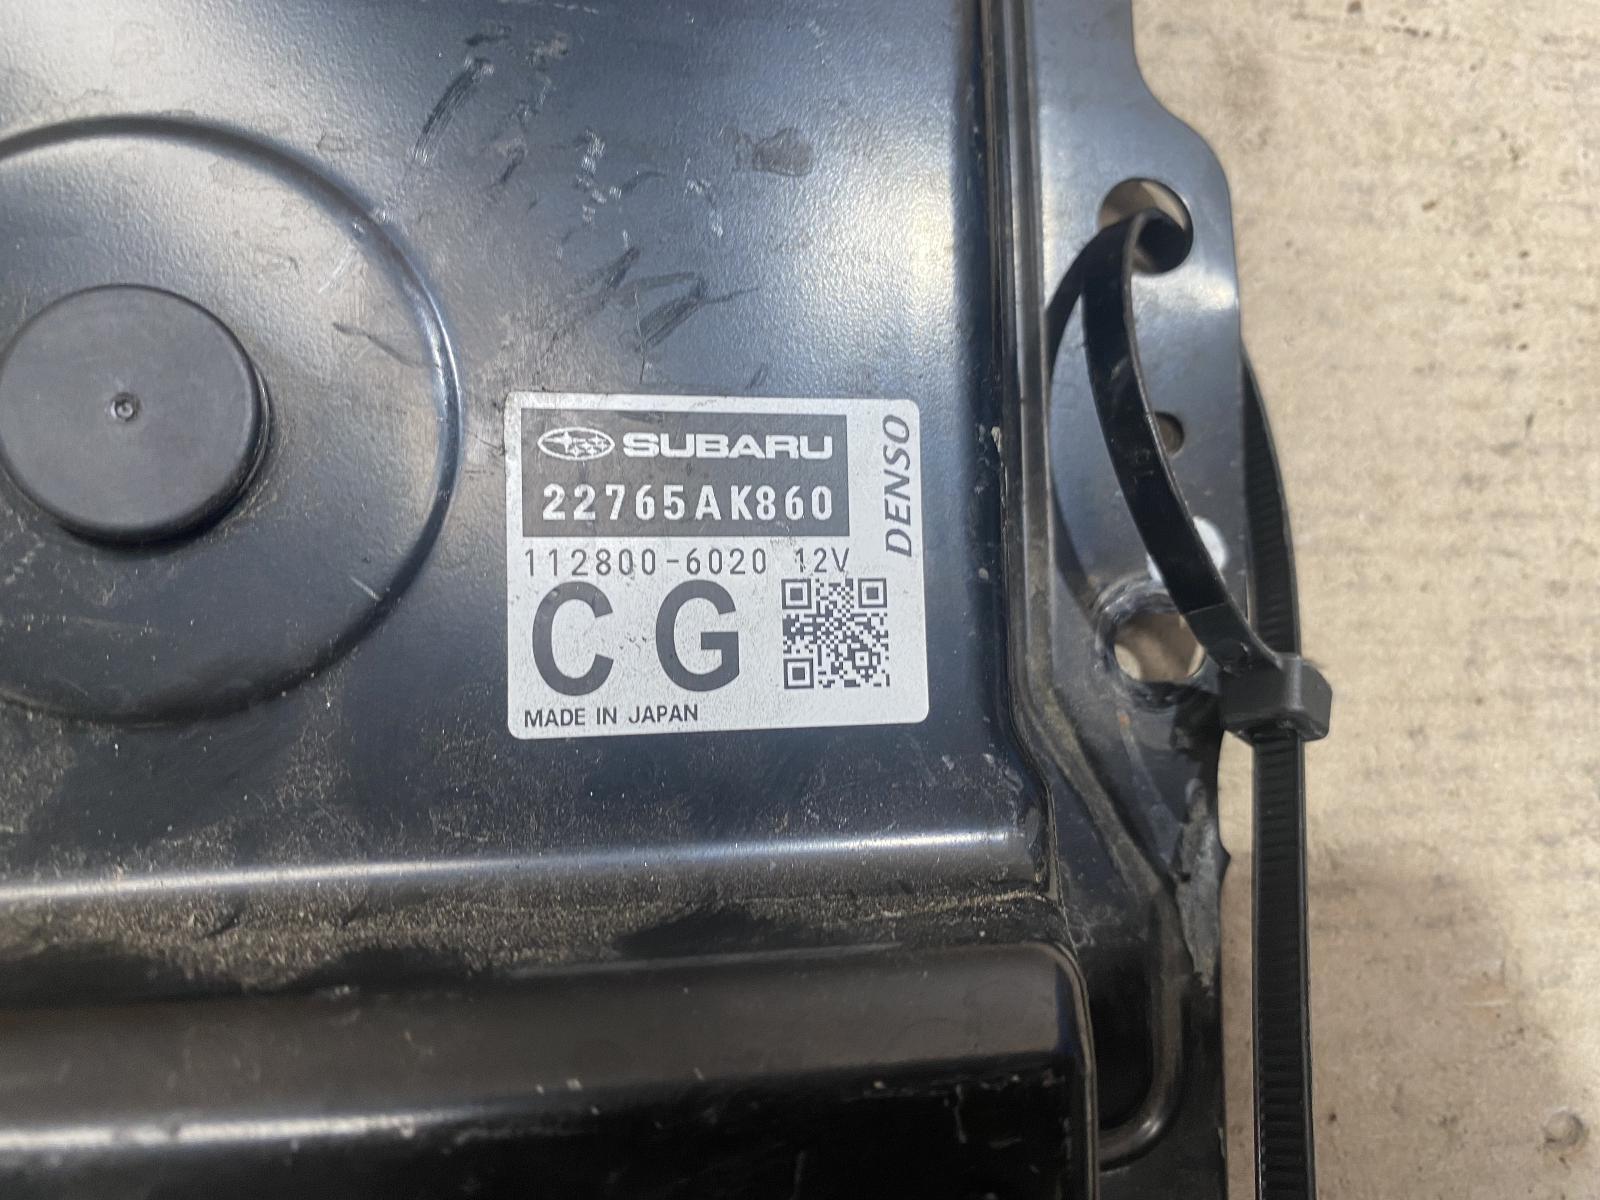 SUBARU
22765AK860
DENSO
112800-6020 12V
CG
MADE IN JAPAN